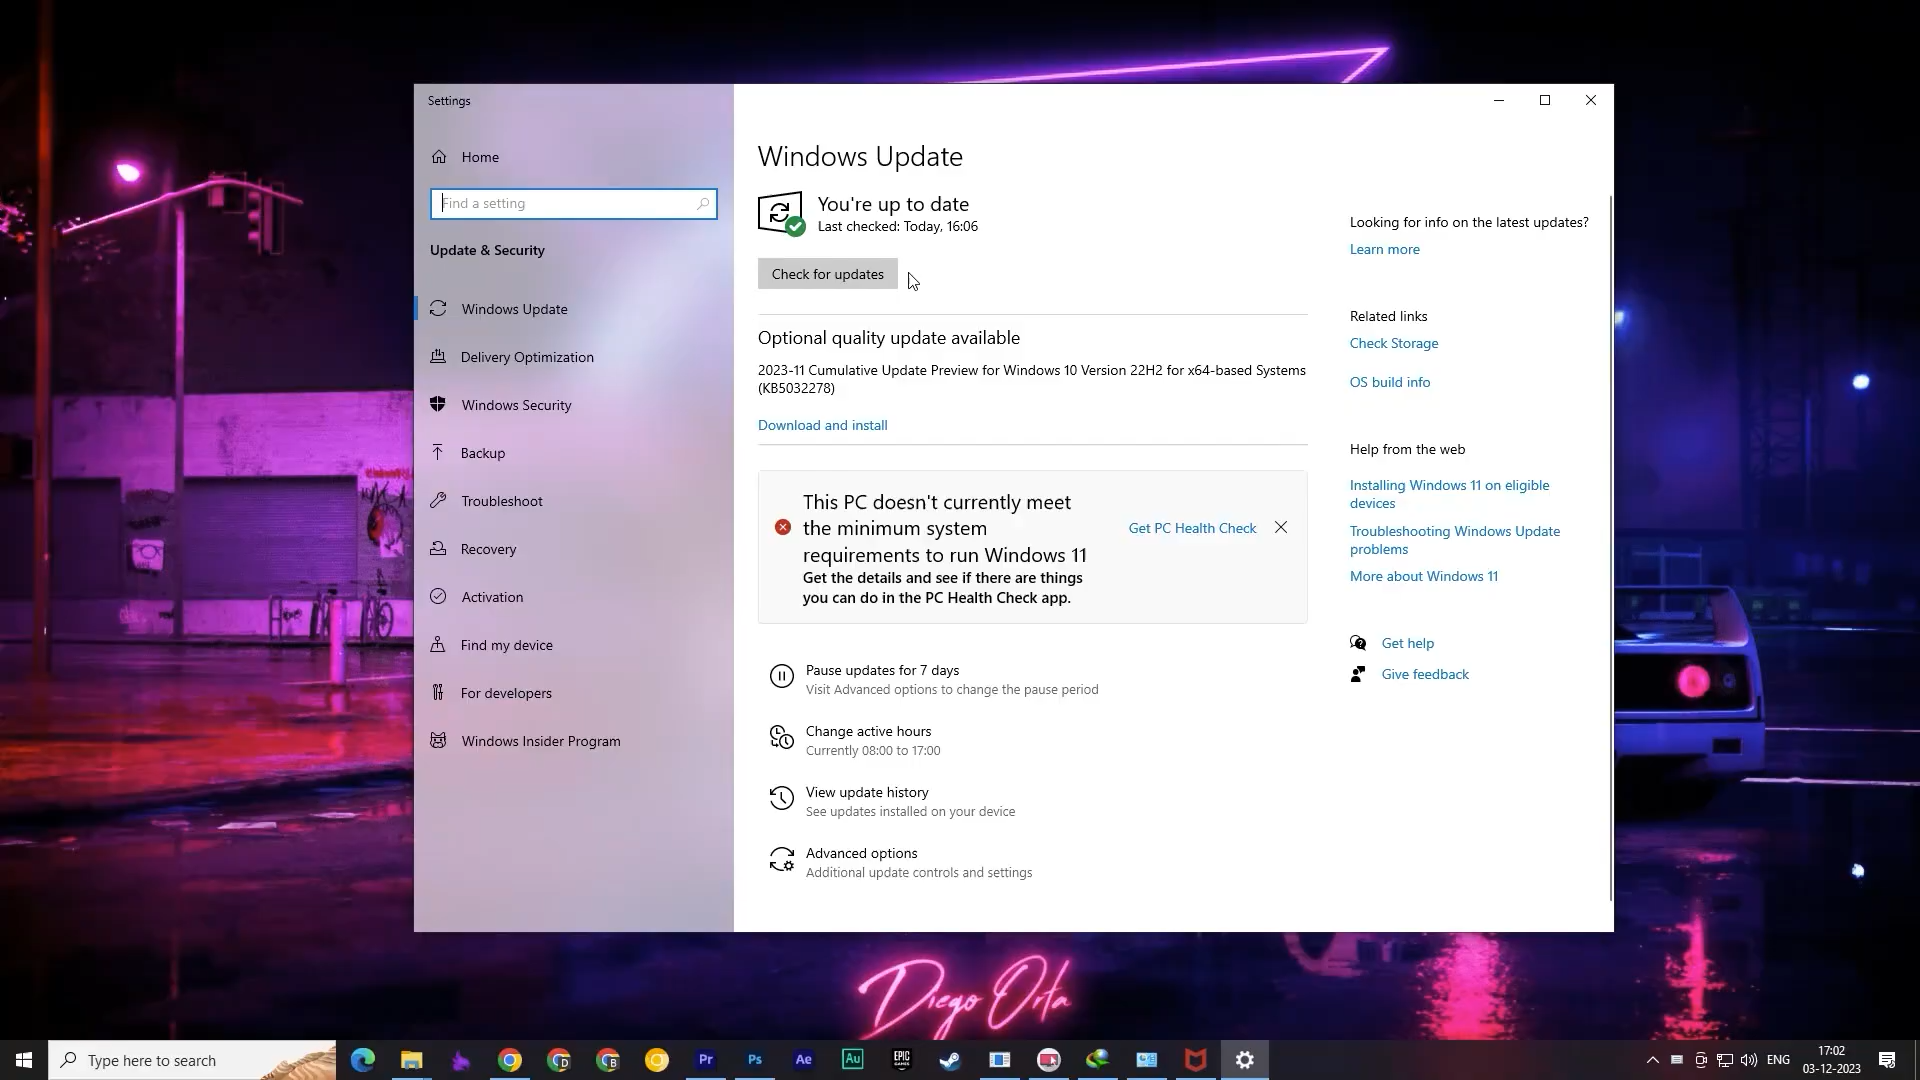 Settings
Home
Find a setting
Update & Security
Windows Update
Delivery Optimization
Windows Security
Backup
Troubleshoot
Recovery
Activation
Find my device
For developers
Windows Insider Program
Windows Update
You're up to date
Last checked: Today, 16:06
Check for updates
Optional quality update available
2023-11 Cumulative Update Preview for Windows 10 Version 22H2 for x64-based Systems
(KB5032278)
Download and install
This PC doesn't currently meet
the minimum system
requirements to run Windows 11
Get the details and see if there are things
you can do in the PC Health Check app.
Get PC Health Check
Pause updates for 7 days
Visit Advanced options to change the pause period
Change active hours
Currently 08:00 to 17:00
View update history
See updates installed on your device
Advanced options
Additional update controls and settings
Looking for info on the latest updates?
Learn more
Related links
Check Storage
OS build info
Help from the web
Installing Windows 11 on eligible
devices
Troubleshooting Windows Update
problems
More about Windows 11
Get help
Give feedback
Diego Orta
Type here to search
D
B
Pr
Ps
Ae
Au
EPIC
GAMES
ENG
17:02
03-12-2023